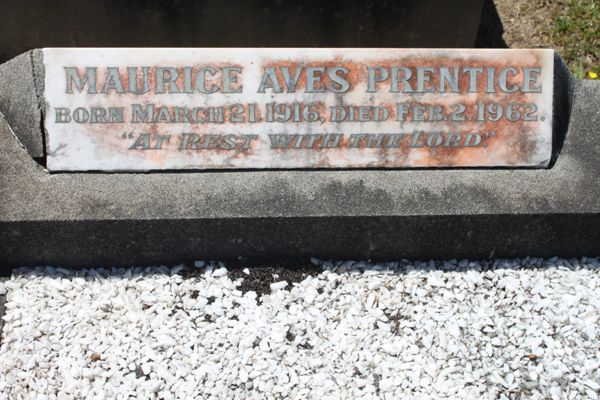 MAURICE AVES PRENTICE
BORN MARCH 21, 1916, DIED FEB. 2, 1962.
"AT REST WITH THE LORD."